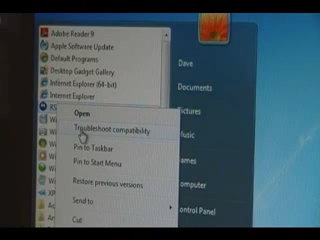 Adobe Reader 9
Apple Software Update
Default Programs
Desktop Gadget Gallery
Internet Explorer (64-bit)
Internet Explorer
Open
Troubleshoot compatibility
Pin to Taskbar
Pin to Start Menu
Restore previous versions
Send to
Cut
Dave
Documents
ictures
usic
ames
omputer
ontrol Panel